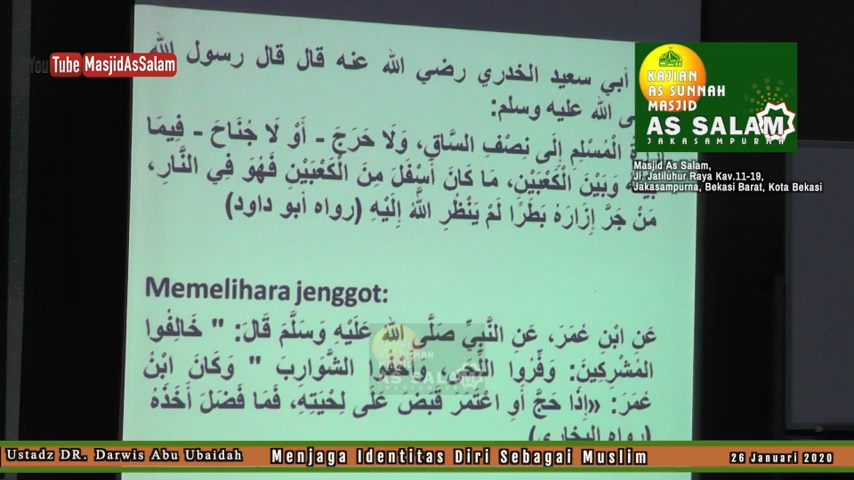 YouTube MasjidAsSalam
KAJIAN
AS SUNNAH
MASJID
AS SALAM
JAKASAMPURNA
Masjid As Salam,
Jl. Jatiluhur Raya Kav.11-19,
Jakasampurna, Bekasi Barat, Kota Bekasi
أبي سعيد الخدري رضي الله عنه قال قال رسول الله
الله عليه وسلم:
الْمُسْلِمِ إِلَى نِصْفِ السَّاقِ، وَلَا حَرَجَ - أَوْ لَا جُنَاحَ - فِيمَا
وَبَيْنَ الْكَعْبَيْنِ، مَا كَانَ أَسْفَلَ مِنَ الْكَعْبَيْنِ فَهُوَ فِي النَّارِ،
مَنْ جَرَّ إِزَارَهُ بَطَرًا لَمْ يَنْظُرِ اللَّهُ إِلَيْهِ (رواه أبو داود)
Memelihara jenggot:
عَنِ ابْنِ عُمَرَ، عَنِ النَّبِيِّ صَلَّى اللهُ عَلَيْهِ وَسَلَّمَ قَالَ: " خَالِفُوا
المُشْرِكِينَ: وَفِّرُوا اللِّحَى، وَأَحْفُوا الشَّوَارِبَ " وَكَانَ ابْنُ
عُمَرَ: «إِذَا حَجَّ أَوِ اعْتَمَرَ قَبَضَ عَلَى لِحْيَتِهِ، فَمَا فَضَلَ أَخَذَهُ
(رواه البخاري)
Ustadz DR. Darwis Abu Ubaidah
Menjaga Identitas Diri Sebagai Muslim
26 Januari 2020